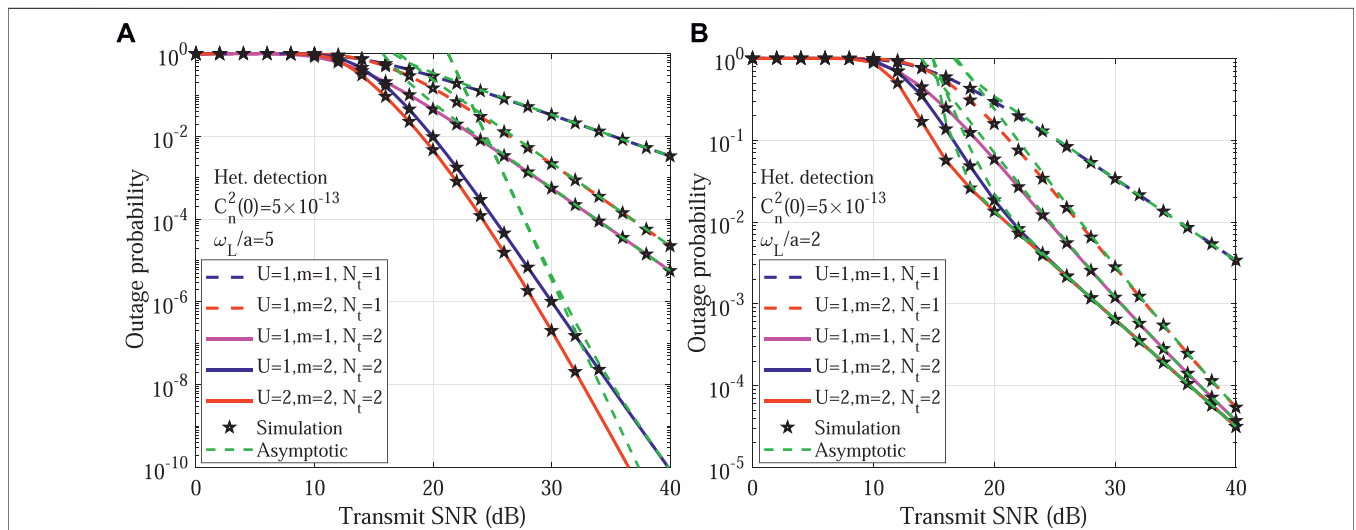 A
10^0
10^-2
10^-4
10^-6
10^-8
10^-10
Outage probability
Het. detection
C_n^2(0)=5×10^-13
ω_L/a=5
U=1,m=1, N_t=1
U=1,m=2, N_t=1
U=1,m=1, N_t=2
U=1,m=2, N_t=2
U=2,m=2, N_t=2
Simulation
Asymptotic
0 10 20 30 40
Transmit SNR (dB)
B
10^0
10^-1
10^-2
10^-3
10^-4
10^-5
Outage probability
Het. detection
C_n^2(0)=5×10^-13
ω_L/a=2
U=1,m=1, N_t=1
U=1,m=2, N_t=1
U=1,m=1, N_t=2
U=1,m=2, N_t=2
U=2,m=2, N_t=2
Simulation
Asymptotic
0 10 20 30 40
Transmit SNR (dB)